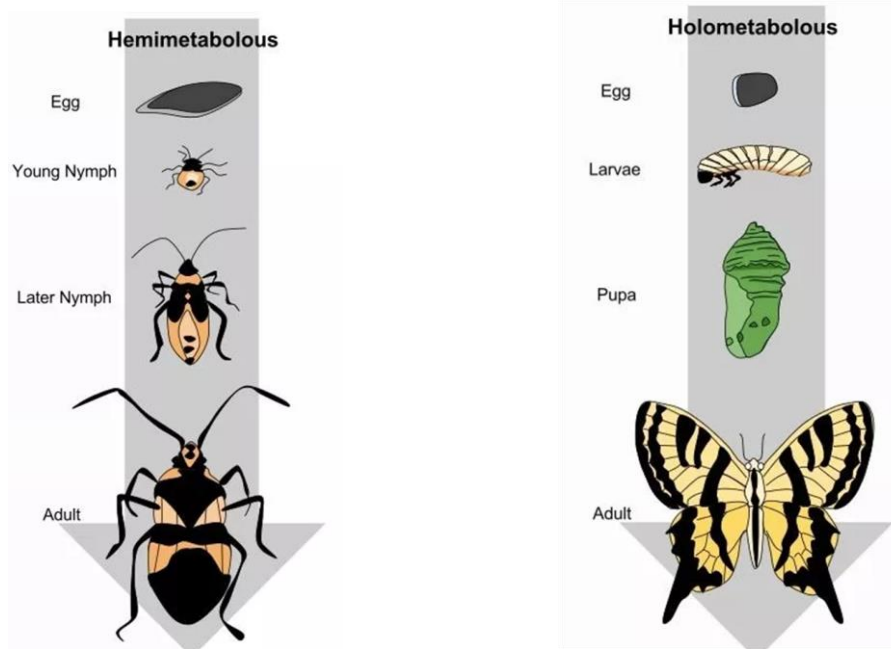 Hemimetabolous
Egg
Young Nymph
Later Nymph
Adult
Holometabolous
Egg
Larvae
Pupa
Adult